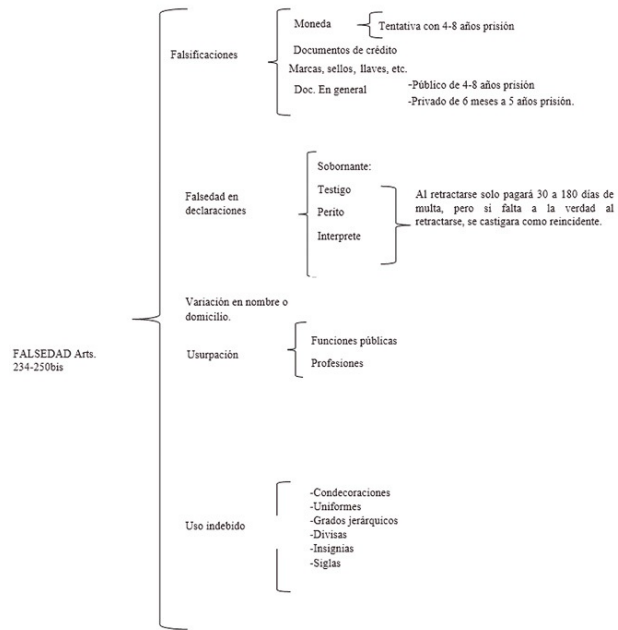 FALSEDAD Arts.
234-250bis
Falsificaciones
Moneda
Tentativa con 4-8 años prisión
Documentos de crédito
Marcas, sellos, llaves, etc.
Doc. En general
-Público de 4-8 años prisión
-Privado de 6 meses a 5 años prisión.
Falsedad en
declaraciones
Sobornante:
Testigo
Perito
Interprete
Al retractarse solo pagará 30 a 180 días de
multa, pero si falta a la verdad al
retractarse, se castigara como reincidente.
Variación en nombre o
domicilio.
Usurpación
Funciones públicas
Profesiones
Uso indebido
-Condecoraciones
-Uniformes
-Grados jerárquicos
-Divisas
-Insignias
-Siglas